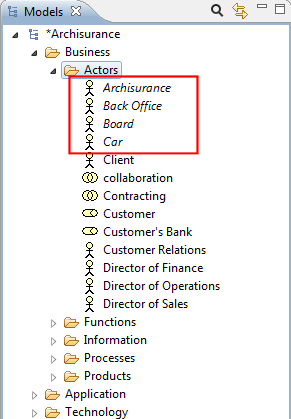 Models
*Archisurance
Business
Actors
Archisurance
Back Office
Board
Car
Client
collaboration
Contracting
Customer
Customer's Bank
Customer Relations
Director of Finance
Director of Operations
Director of Sales
Functions
Information
Processes
Products
Application
Technology